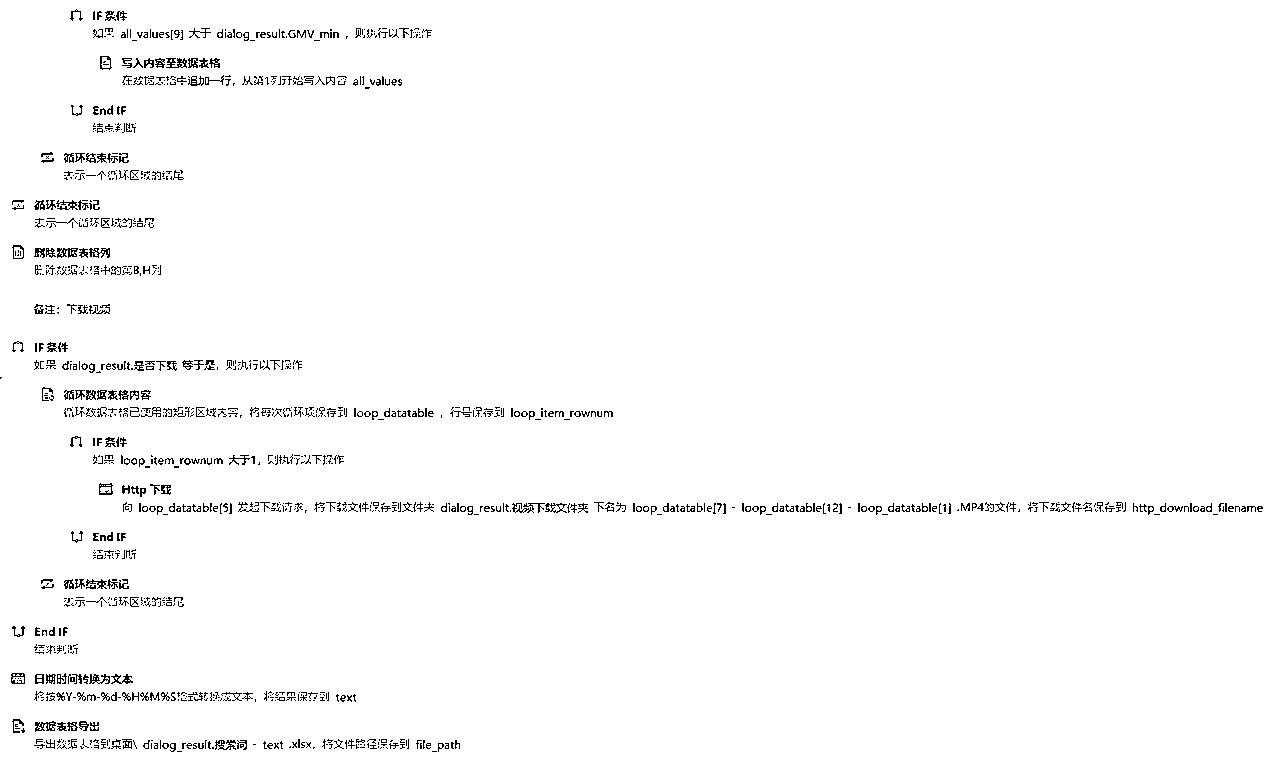 IF 条件
如果 all_values[9] 大于 dialog_result.GMV_min ，则执行以下操作
写入内容至数据表格
在数据表格中追加一行，从第1列开始写入内容 all_values
End IF
结束判断
循环结束标记
表示一个循环区域的结尾
循环结束标记
表示一个循环区域的结尾
删除数据表格列
删除数据表格中的第B,H列
备注：下载视频
IF 条件
如果 dialog_result.是否下载 等于是，则执行以下操作
循环数据表格内容
循环数据表格已使用的矩形区域内容，将每次循环项保存到 loop_datatable ，行号保存到 loop_item_rownum
IF 条件
如果 loop_item_rownum 大于1，则执行以下操作
Http 下载
向 loop_datatable[5] 发起下载请求，将下载文件保存到文件夹 dialog_result.视频下载文件夹 下名为 loop_datatable[7] - loop_datatable[12] - loop_datatable[1] .MP4的文件，将下载文件名保存到 http_download_filename
End IF
结束判断
循环结束标记
表示一个循环区域的结尾
End IF
结束判断
日期时间转换为文本
将按%Y-%m-%d-%H%M%S格式转换成文本，将结果保存到 text
数据表格导出
导出数据表格到桌面\ dialog_result.搜索词 - text .xlsx，将文件路径保存到 file_path